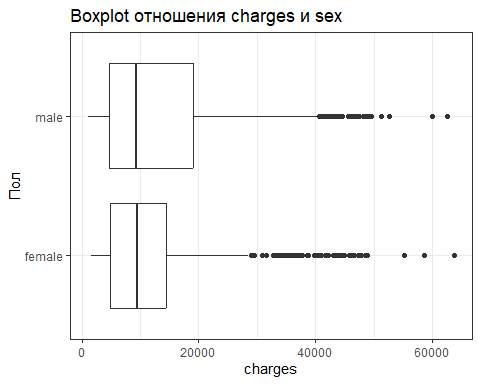 Boxplot отношения charges и sex
male
Пол
female
0 20000 40000 60000
charges